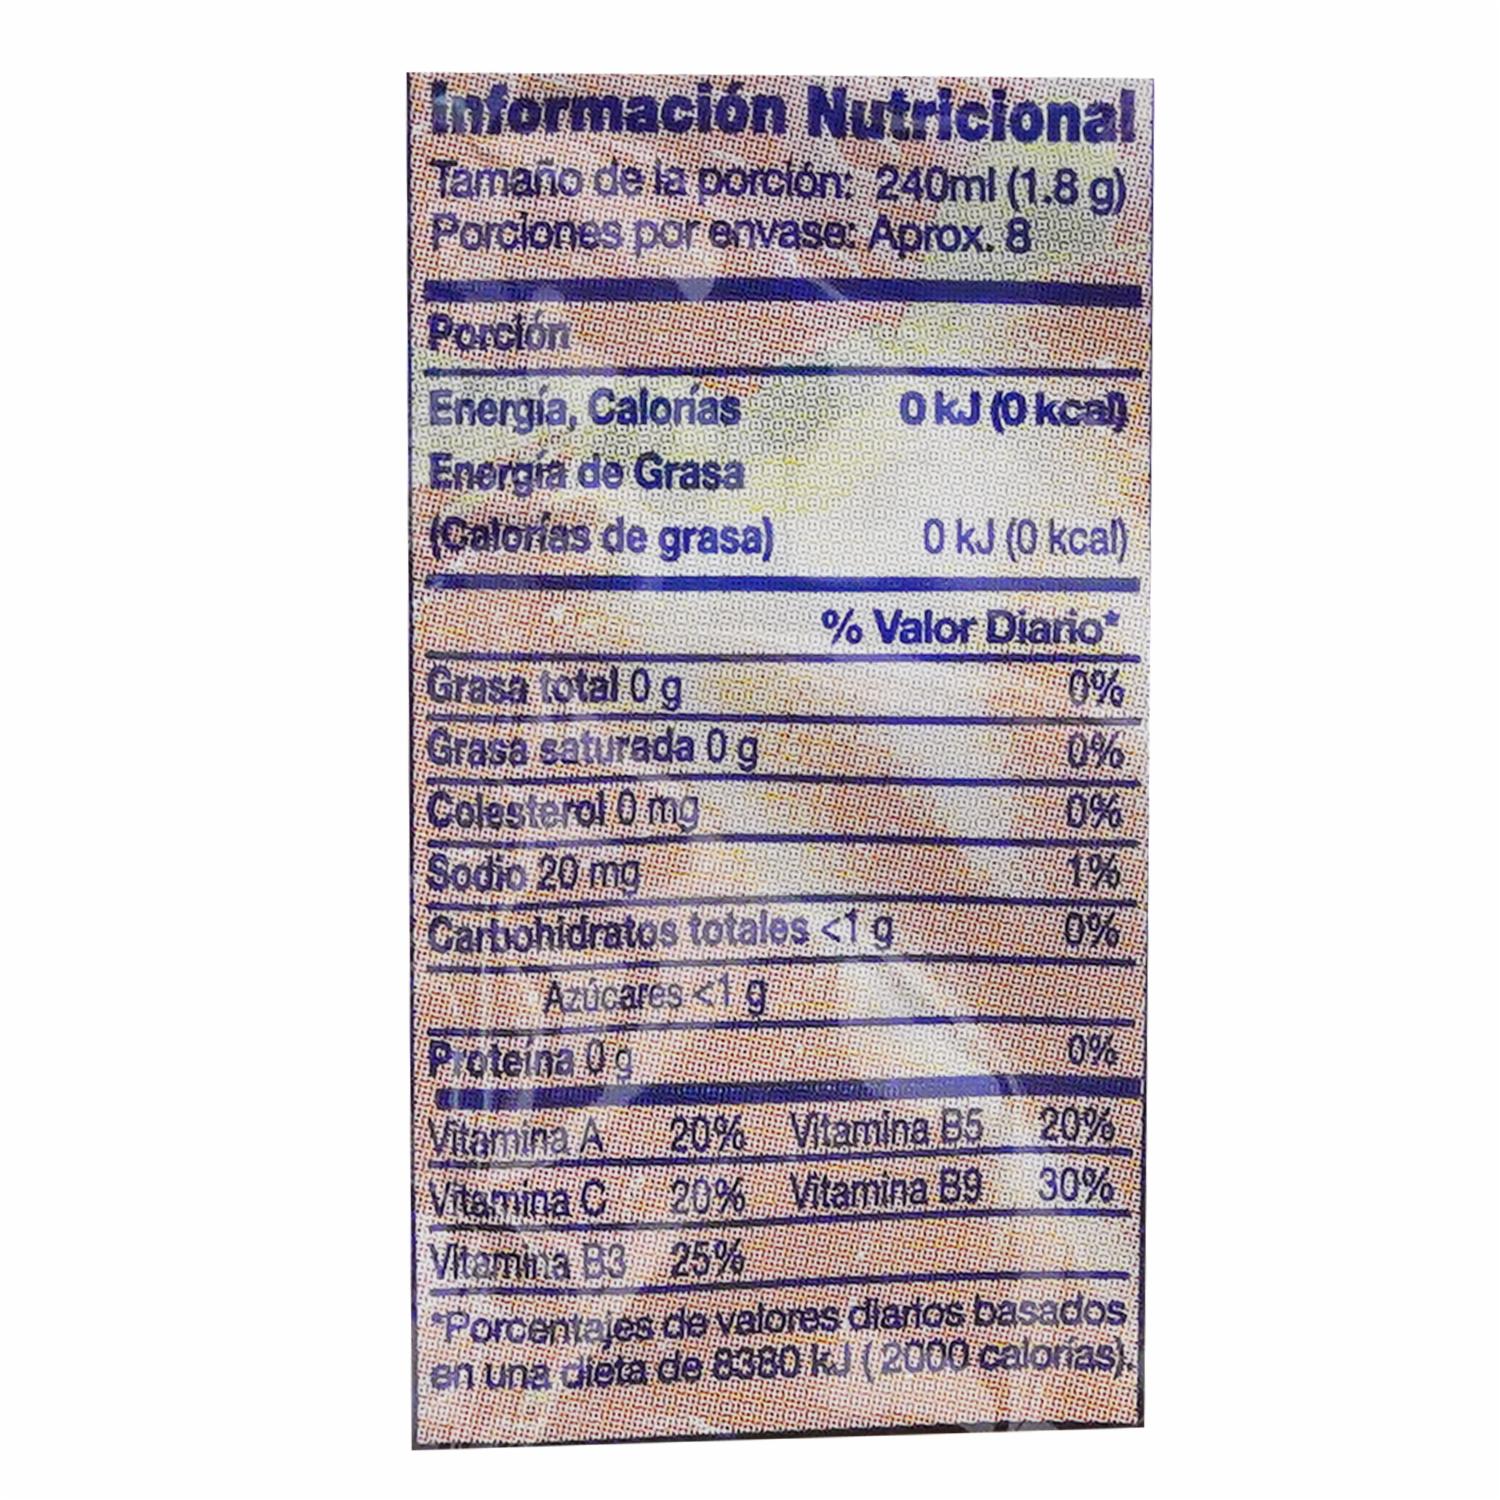 Información Nutricional
Tamaño de la porción: 240ml (1.8 g)
Porciones por envase: Aprox. 8
Porción
Energía, Calorías 0 kJ (0 kcal)
Energía de Grasa
(Calorías de grasa) 0 kJ (0 kcal)
% Valor Diario*
Grasa total 0 g 0%
Grasa saturada 0 g 0%
Colesterol 0 mg 0%
Sodio 20 mg 1%
Carbohidratos totales <1 g 0%
Azúcares <1 g
Proteína 0 g 0%
Vitamina A 20% Vitamina B5 20%
Vitamina C 20% Vitamina B9 30%
Vitamina B3 25%
*Porcentajes de valores diarios basados
en una dieta de 8380 kJ ( 2000 calorías).